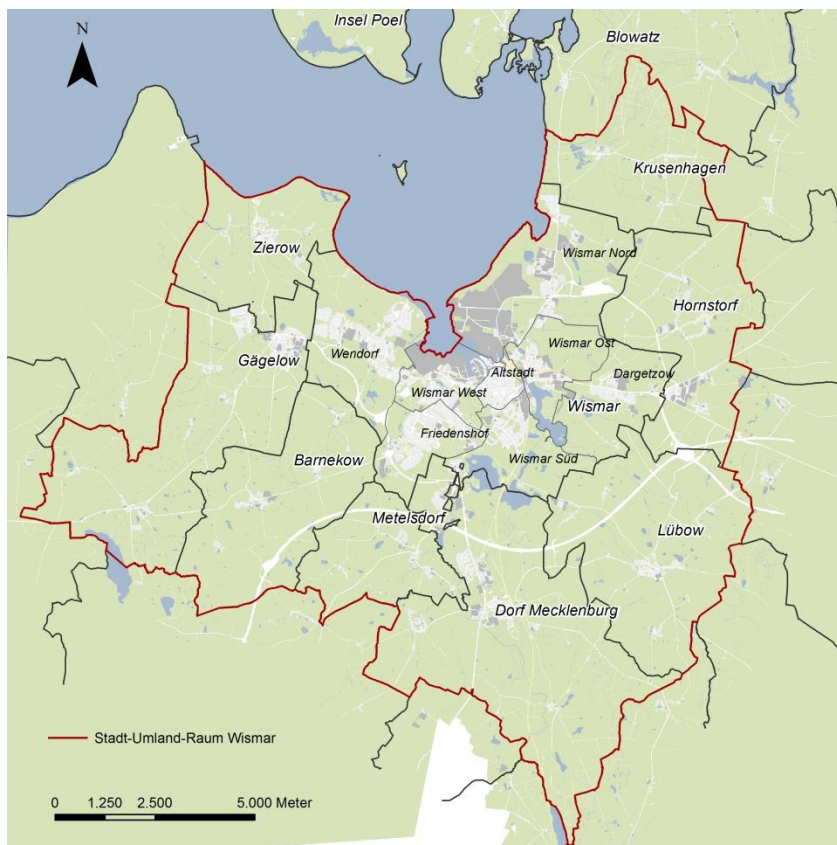 Insel Poel
Blowatz
N
Krusenhagen
Zierow
Wismar Nord
Hornstorf
Gägelow
Wendorf
Wismar Ost
Altstadt
Dargetzow
Wismar West
Wismar
Friedenshof
Barnekow
Wismar Süd
Metelsdorf
Lübow
Dorf Mecklenburg
Stadt-Umland-Raum Wismar
0 1.250 2.500 5.000 Meter